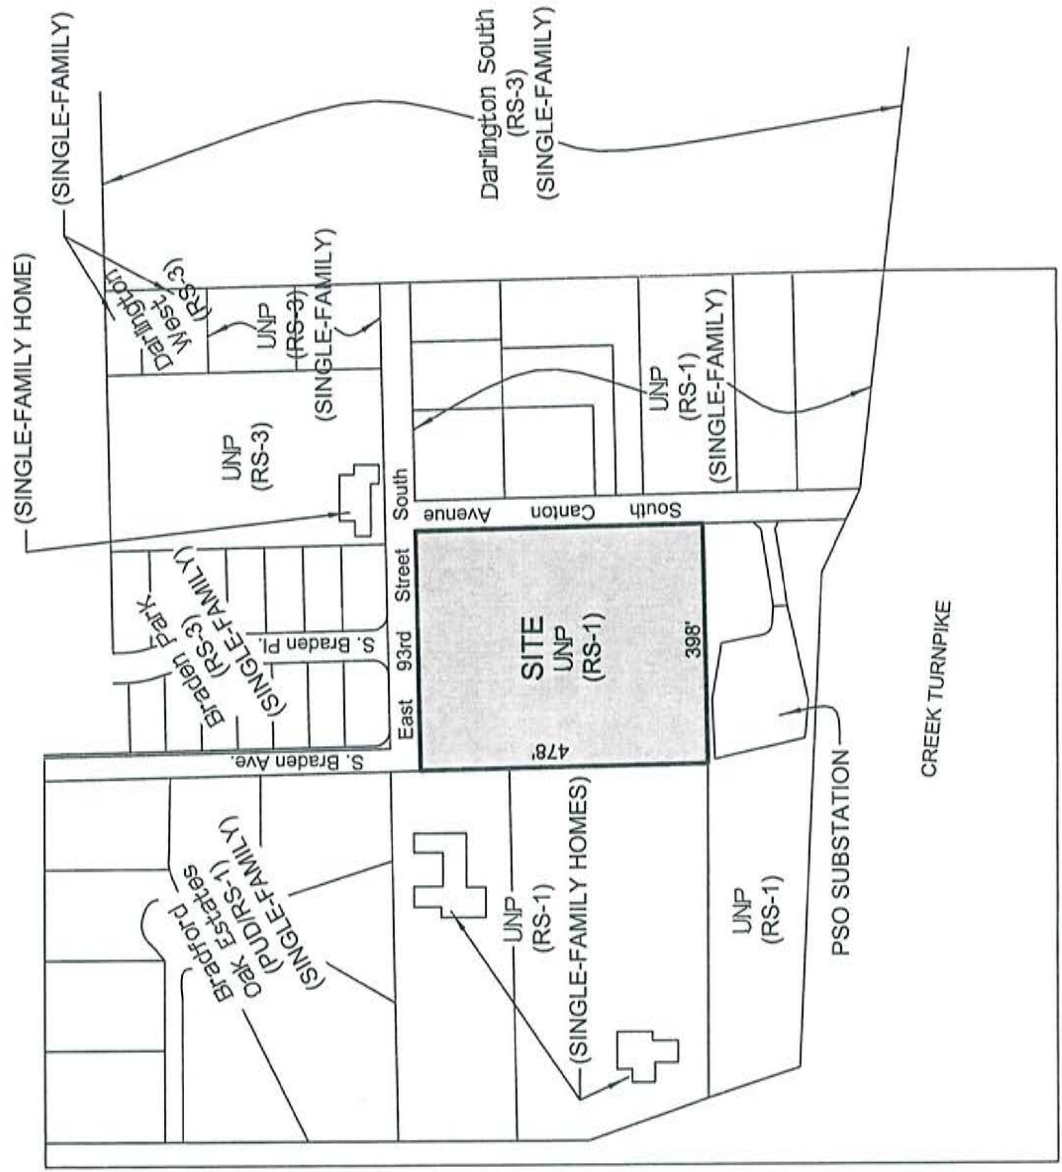 (SINGLE-FAMILY HOME)
(SINGLE-FAMILY)
Darlington
West
(RS-3)
UNP
(RS-3)
(SINGLE-FAMILY)
Darlington South
(RS-3)
(SINGLE-FAMILY)
UNP
(RS-3)
Braden Park
(RS-3)
(SINGLE-FAMILY)
S. Braden Pl.
S. Braden Ave.
East 93rd Street South
South Canton Avenue
UNP
(RS-1)
(SINGLE-FAMILY)
SITE
UNP
(RS-1)
398'
478'
Bradford
Oak Estates
(PUD/RS-1)
(SINGLE-FAMILY)
UNP
(RS-1)
(SINGLE-FAMILY HOMES)
UNP
(RS-1)
PSO SUBSTATION
CREEK TURNPIKE